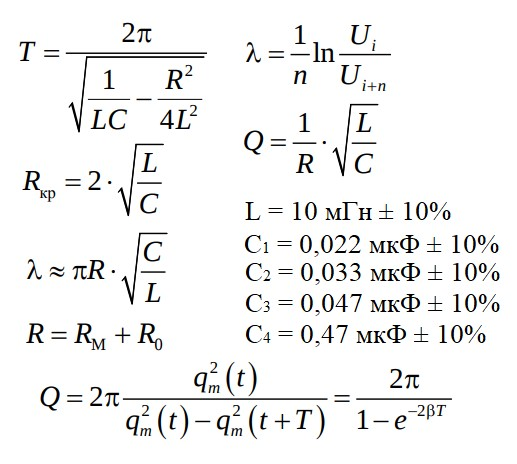 T = 2π / √(1/LC − R²/4L²)
R_кр = 2 · √(L/C)
λ ≈ πR · √(C/L)
R = R_М + R_0
λ = 1/n ln U_i/U_{i+n}
Q = 1/R · √(L/C)
L = 10 мГн ± 10%
C₁ = 0,022 мкФ ± 10%
C₂ = 0,033 мкФ ± 10%
C₃ = 0,047 мкФ ± 10%
C₄ = 0,47 мкФ ± 10%
Q = 2π q_m²(t) / (q_m²(t) − q_m²(t + T)) = 2π / (1 − e^{−2βT})